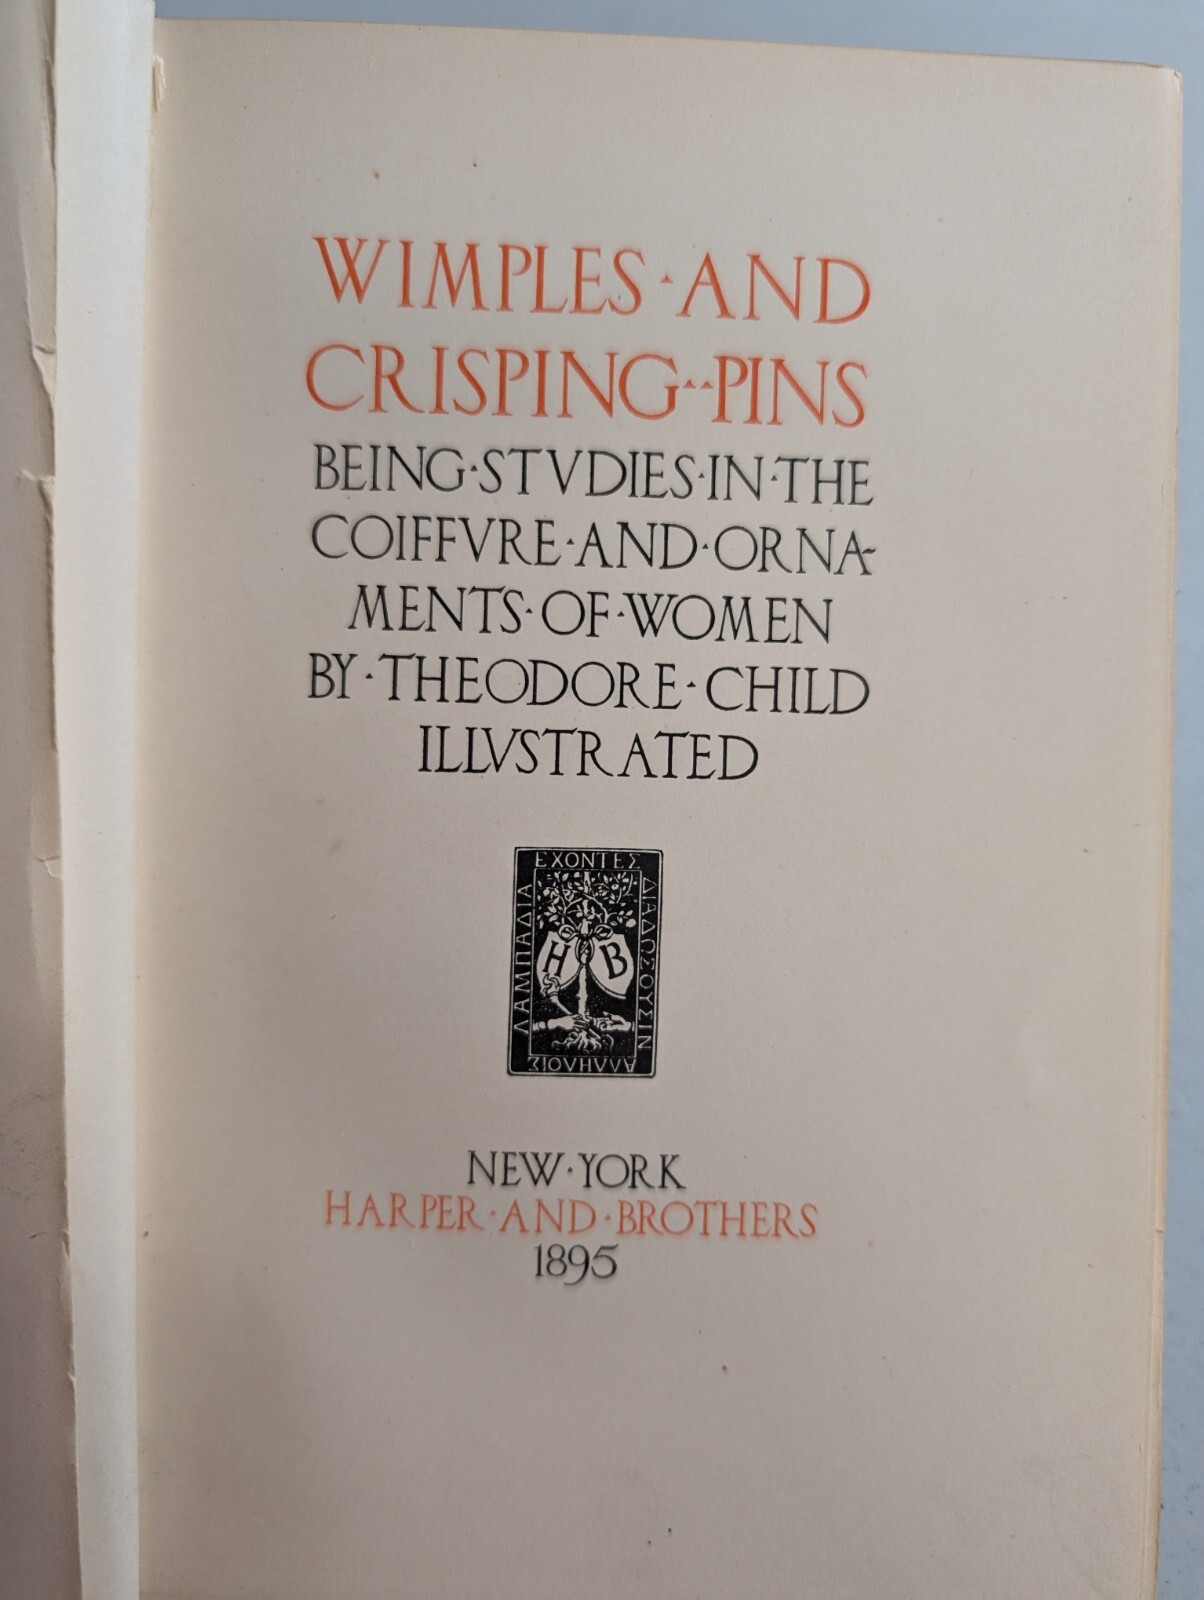 WIMPLES·AND
CRISPING··PINS
BEING·STVDIES·IN·THE
COIFFVRE·AND·ORNA-
MENTS·OF·WOMEN
BY·THEODORE·CHILD
ILLVSTRATED
ΛΑΜΠΑΔΙΑ
ΕΧΟΝΤΕΣ
ΔΙΑΔΩΣΟΥΣΙΝ
ΑΛΛΗΛΟΙΣ
H B
NEW·YORK
HARPER·AND·BROTHERS
1895